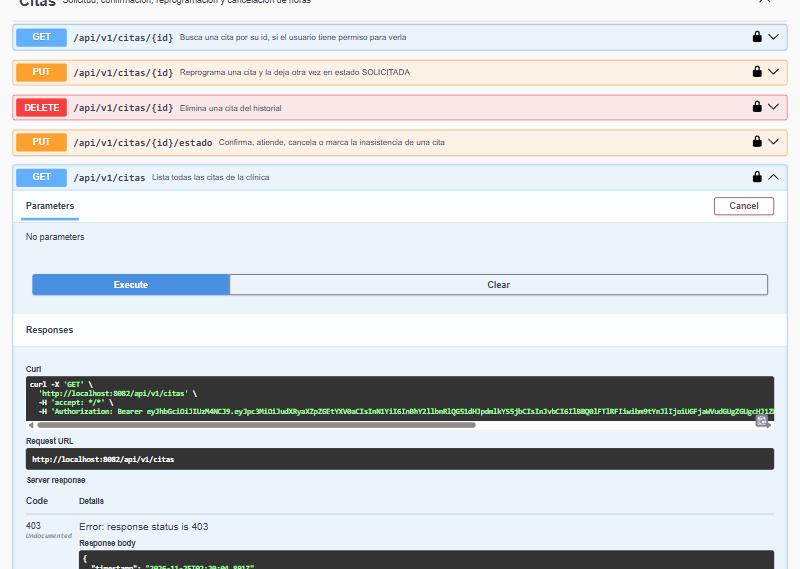 Citas Solicitud, confirmación, reprogramación y cancelación de horas
GET /api/v1/citas/{id} Busca una cita por su id, si el usuario tiene permiso para verla
PUT /api/v1/citas/{id} Reprograma una cita y la deja otra vez en estado SOLICITADA
DELETE /api/v1/citas/{id} Elimina una cita del historial
PUT /api/v1/citas/{id}/estado Confirma, atiende, cancela o marca la inasistencia de una cita
GET /api/v1/citas Lista todas las citas de la clínica
Parameters Cancel
No parameters
Execute Clear
Responses
Curl
curl -X 'GET' \
'http://localhost:8082/api/v1/citas' \
-H 'accept: */*' \
-H 'Authorization: Bearer
Request URL
http://localhost:8082/api/v1/citas
Server response
Code Details
403 Error: response status is 403
Undocumented
Response body
{
"timestamp":